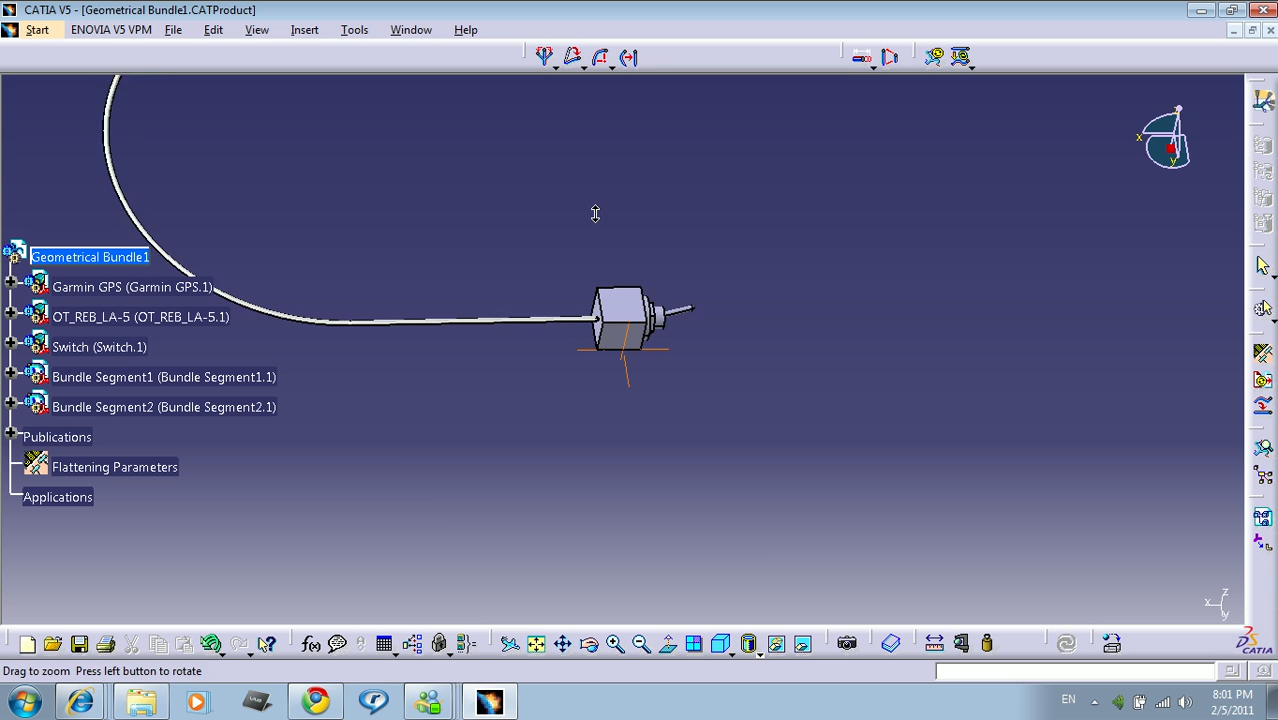 CATIA V5 - [Geometrical Bundle1.CATProduct]
Start ENOVIA V5 VPM File Edit View Insert Tools Window Help
x
y
Geometrical Bundle1
Garmin GPS (Garmin GPS.1)
OT_REB_LA-5 (OT_REB_LA-5.1)
Switch (Switch.1)
Bundle Segment1 (Bundle Segment1.1)
Bundle Segment2 (Bundle Segment2.1)
Publications
Flattening Parameters
Applications
z
x
y
f(x)
CATIA
Drag to zoom Press left button to rotate
EN
8:01 PM
2/5/2011